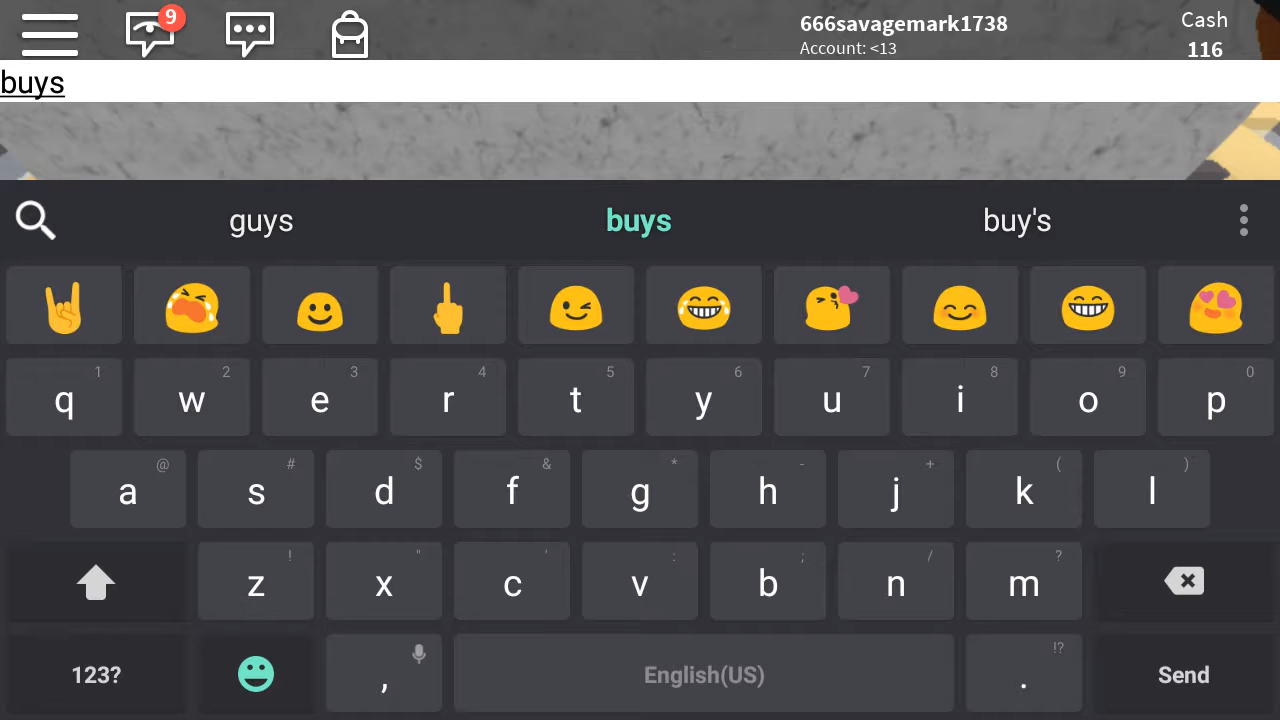 9
666savagemark1738
Account: <13
Cash
116
buys
guys buys buy's
1 2 3 4 5 6 7 8 9 0
q w e r t y u i o p
@ # $ & * - + ( )
a s d f g h j k l
! " ' : ; / ?
z x c v b n m
!?
123? , English(US) . Send